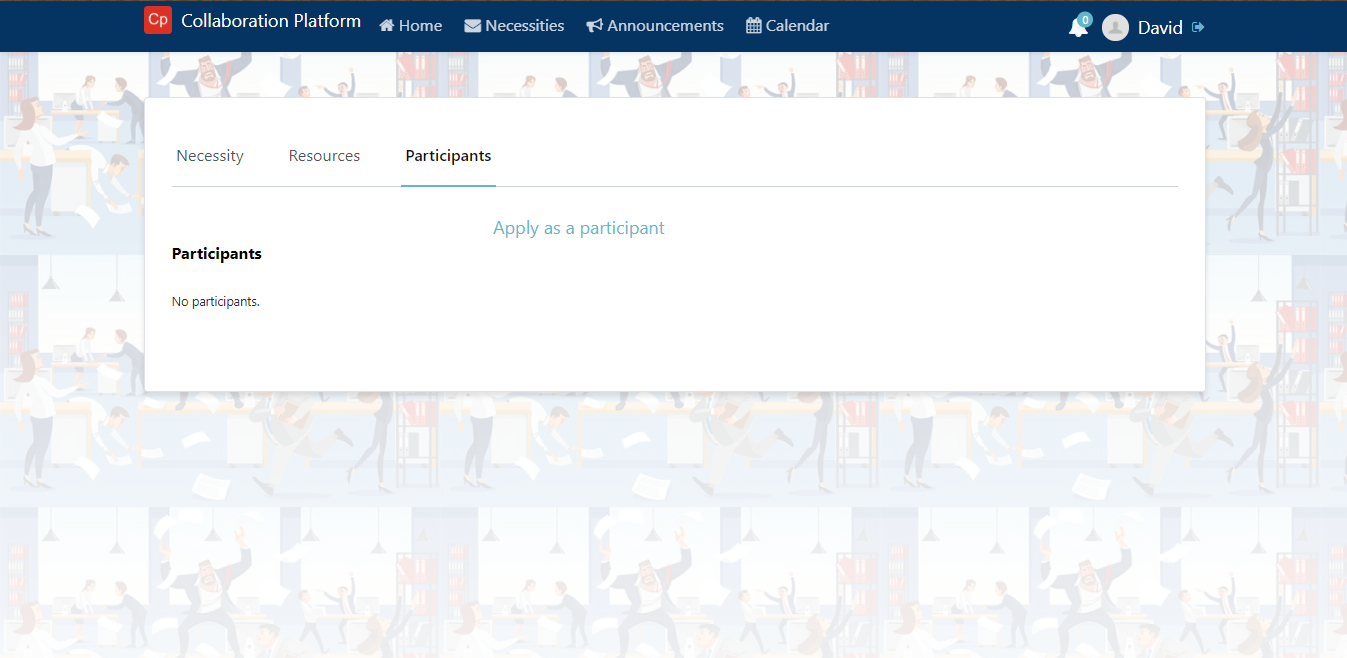 Cp Collaboration Platform Home Necessities Announcements Calendar 0 David
Necessity Resources Participants
Apply as a participant
Participants
No participants.